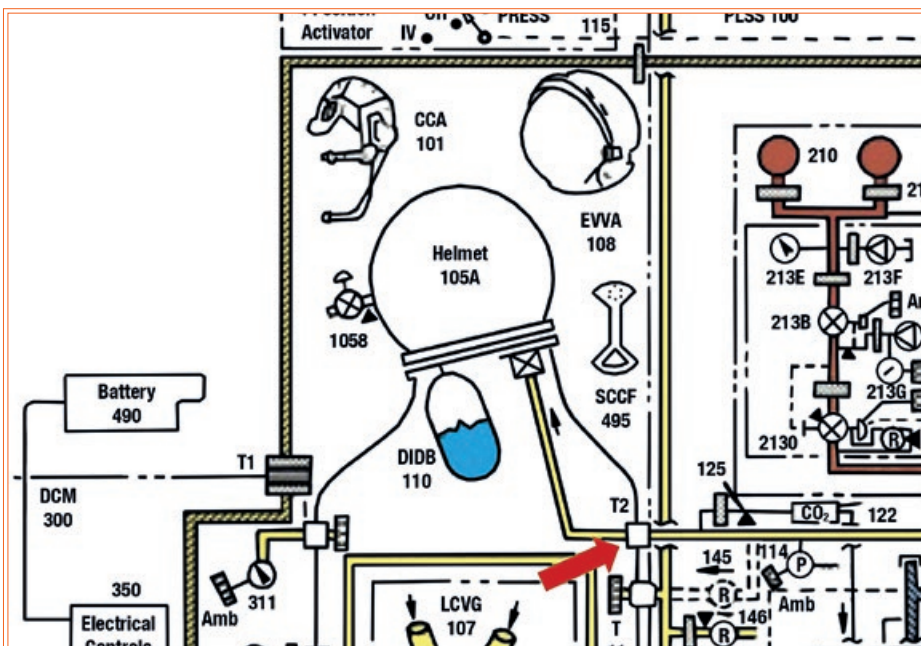 Activator
IV
PRESS
115
PLSS 100
CCA
101
EVVA
108
210
Helmet
105A
213E
213F
213B
1058
213G
Battery
490
SCCF
495
2130
R
DIDB
110
T1
T2
125
DCM
300
CO₂
122
145
114
P
R
Amb
350
311
Amb
LCVG
107
146
R
T
Electrical